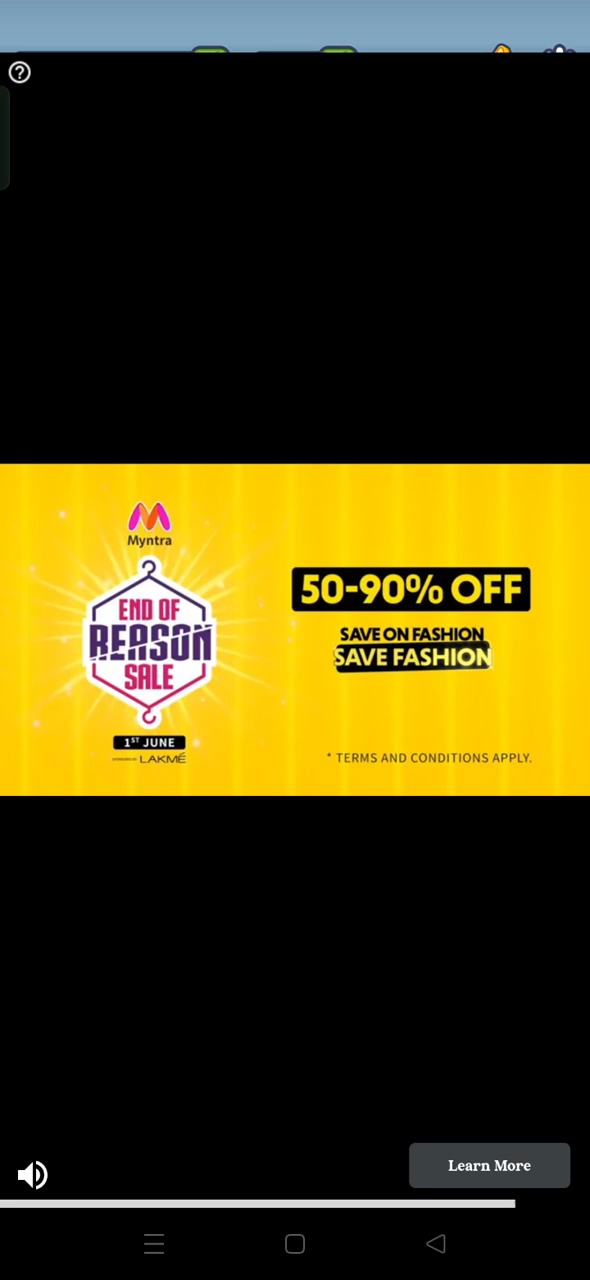 Myntra
END OF
REASON
SALE
1ST JUNE
LAKMÉ
50-90% OFF
SAVE ON FASHION
SAVE FASHION
* TERMS AND CONDITIONS APPLY.
Learn More